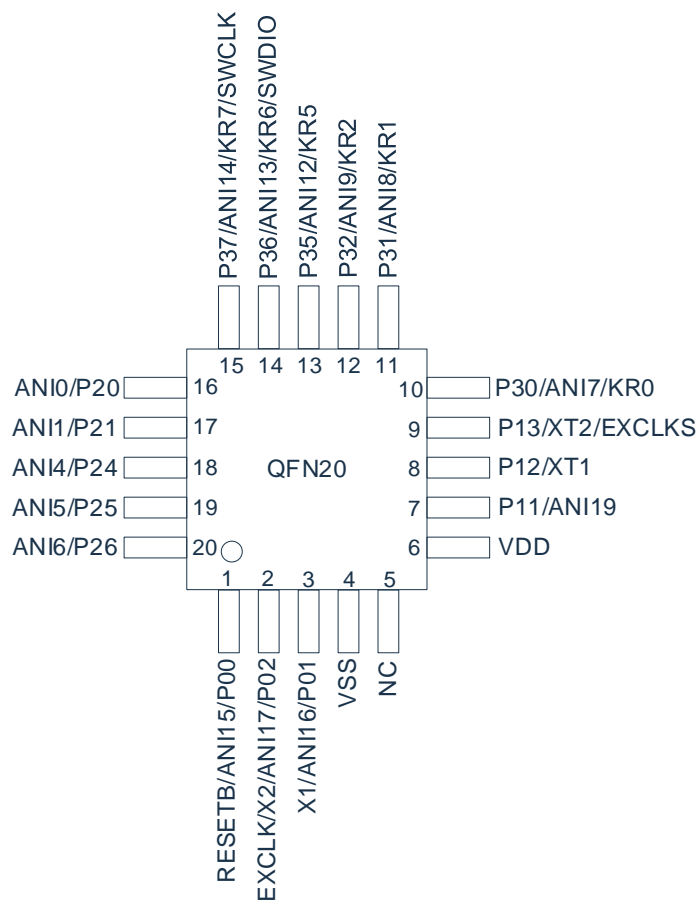 P37/ANI14/KR7/SWCLK
P36/ANI13/KR6/SWDIO
P35/ANI12/KR5
P32/ANI9/KR2
P31/ANI8/KR1
15 14 13 12 11
ANI0/P20 16
ANI1/P21 17
ANI4/P24 18
ANI5/P25 19
ANI6/P26 20
QFN20
10 P30/ANI7/KR0
9 P13/XT2/EXCLKS
8 P12/XT1
7 P11/ANI19
6 VDD
1 2 3 4 5
RESETB/ANI15/P00
EXCLK/X2/ANI17/P02
X1/ANI16/P01
VSS
NC